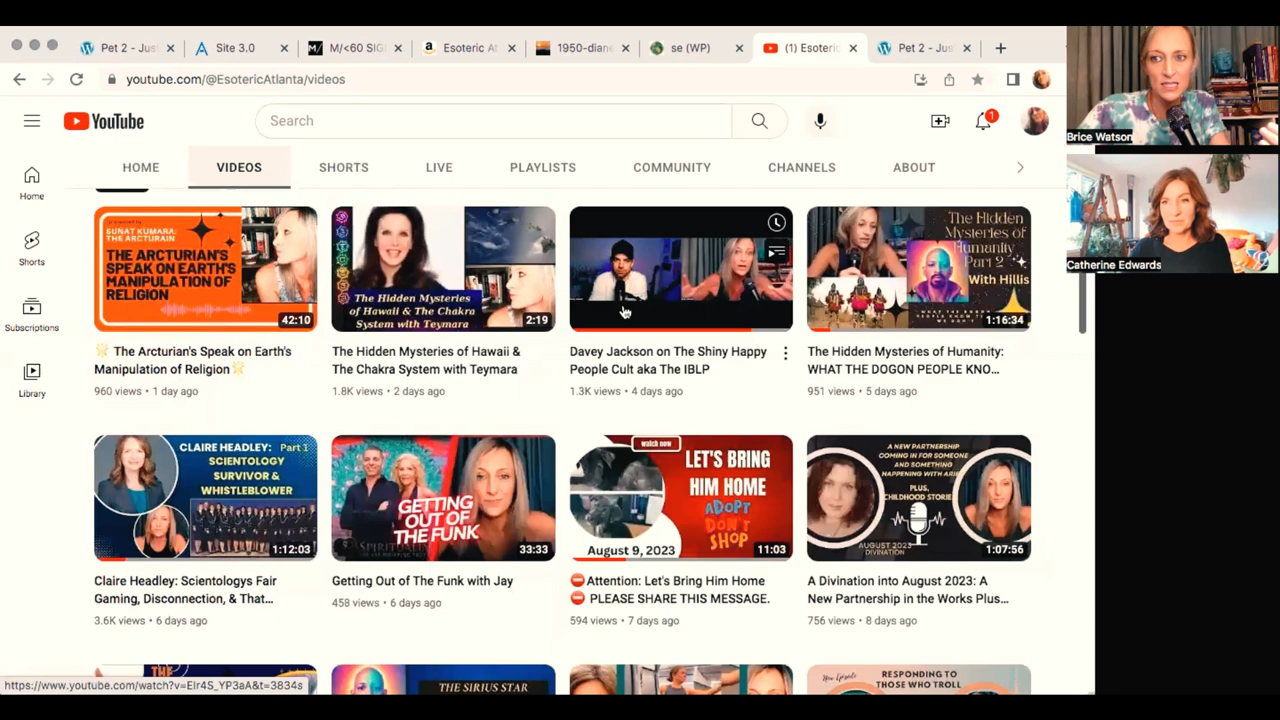 Pet 2 - Jus
Site 3.0
M/<60 SIG
Esoteric At
1950-diane
se (WP)
(1) Esoteric
Pet 2 - Jus
youtube.com/@EsotericAtlanta/videos
YouTube
Search
1
HOME
VIDEOS
SHORTS
LIVE
PLAYLISTS
COMMUNITY
CHANNELS
ABOUT
Home
Shorts
Subscriptions
Library
Brice Watson
Catherine Edwards
SUNAT KUMARA:
THE ARCTURAIN:
THE ARCTURIAN'S
SPEAK ON EARTH'S
MANIPULATION OF
RELIGION
42:10
The Hidden Mysteries
of Hawaii & The Chakra
System with Teymara
2:19
The Hidden
Mysteries of
Humanity
Part 2
With Hillis
1:16:34
The Arcturian's Speak on Earth's
Manipulation of Religion
960 views • 1 day ago
The Hidden Mysteries of Hawaii &
The Chakra System with Teymara
1.8K views • 2 days ago
Davey Jackson on The Shiny Happy
People Cult aka The IBLP
1.3K views • 4 days ago
The Hidden Mysteries of Humanity:
WHAT THE DOGON PEOPLE KNO...
951 views • 5 days ago
CLAIRE HEADLEY: Part 1
SCIENTOLOGY
SURVIVOR &
WHISTLEBLOWER
1:12:03
GETTING
OUT OF
THE FUNK
33:33
watch now
LET'S BRING
HIM HOME
ADOPT
DON'T
SHOP
August 9, 2023
11:03
A NEW PARTNERSHIP
COMING IN FOR SOMEONE
AND SOMETHING
HAPPENING WITH
PLUS,
CHILDHOOD STORIES
AUGUST 2023
DIVINATION
1:07:56
Claire Headley: Scientologys Fair
Gaming, Disconnection, & That...
3.6K views • 6 days ago
Getting Out of The Funk with Jay
458 views • 6 days ago
⛔Attention: Let's Bring Him Home
⛔ PLEASE SHARE THIS MESSAGE.
594 views • 7 days ago
A Divination into August 2023: A
New Partnership in the Works Plus...
756 views • 8 days ago
THE
THE SIRIUS STAR
New Episode
RESPONDING TO
THOSE WHO TROLL
https://www.youtube.com/watch?v=EIr4S_YP3aA&t=3834s